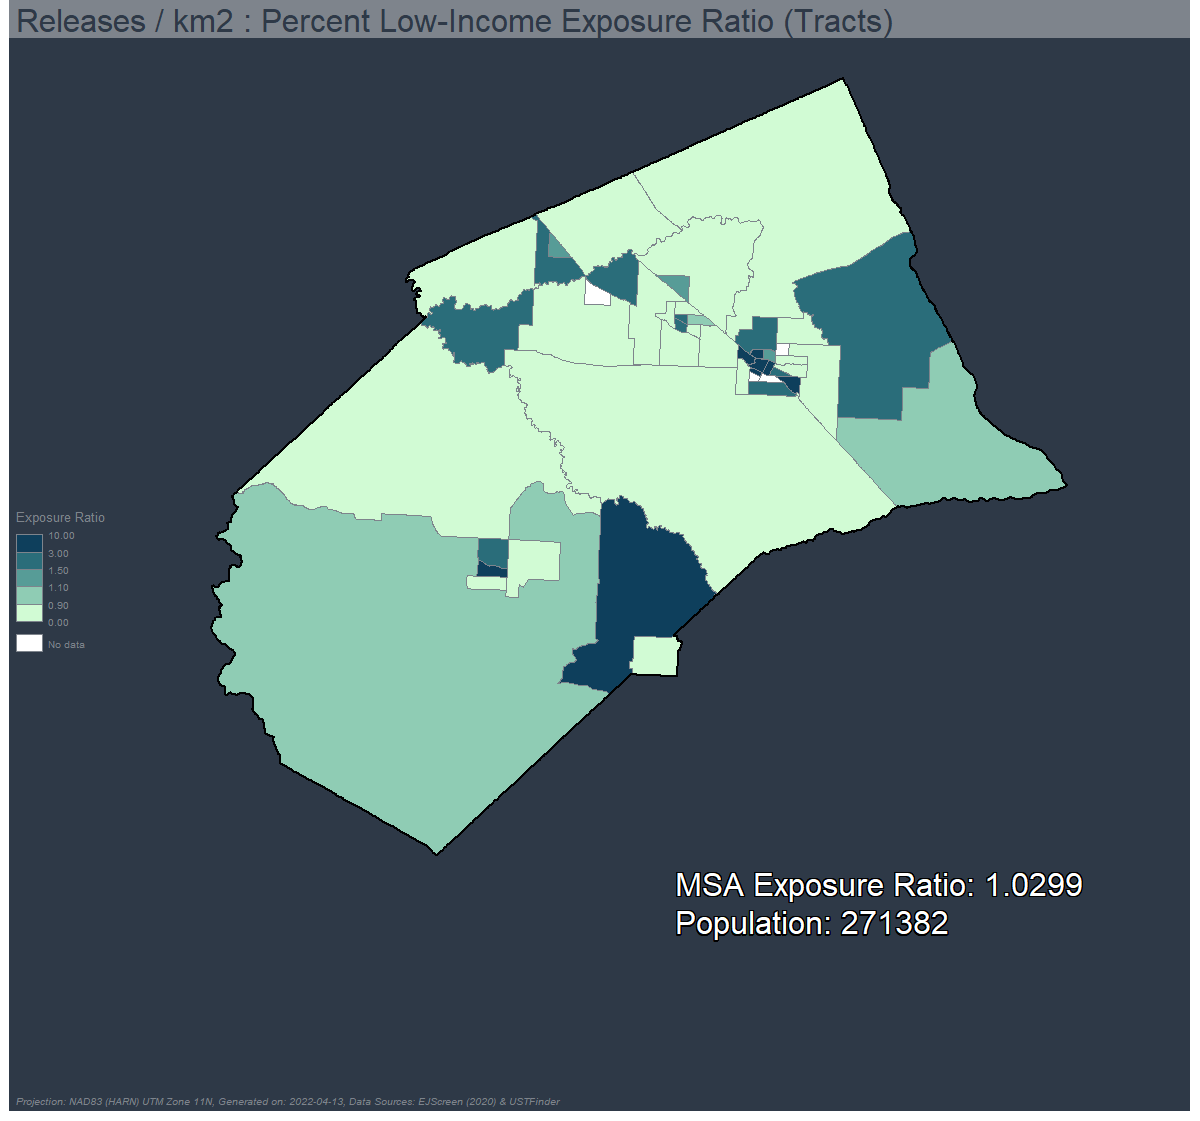 Releases / km2 : Percent Low-Income Exposure Ratio (Tracts)
Exposure Ratio
10.00
3.00
1.50
1.10
0.90
0.00
No data
MSA Exposure Ratio: 1.0299
Population: 271382
Projection: NAD83 (HARN) UTM Zone 11N, Generated on: 2022-04-13, Data Sources: EJScreen (2020) & USTFinder